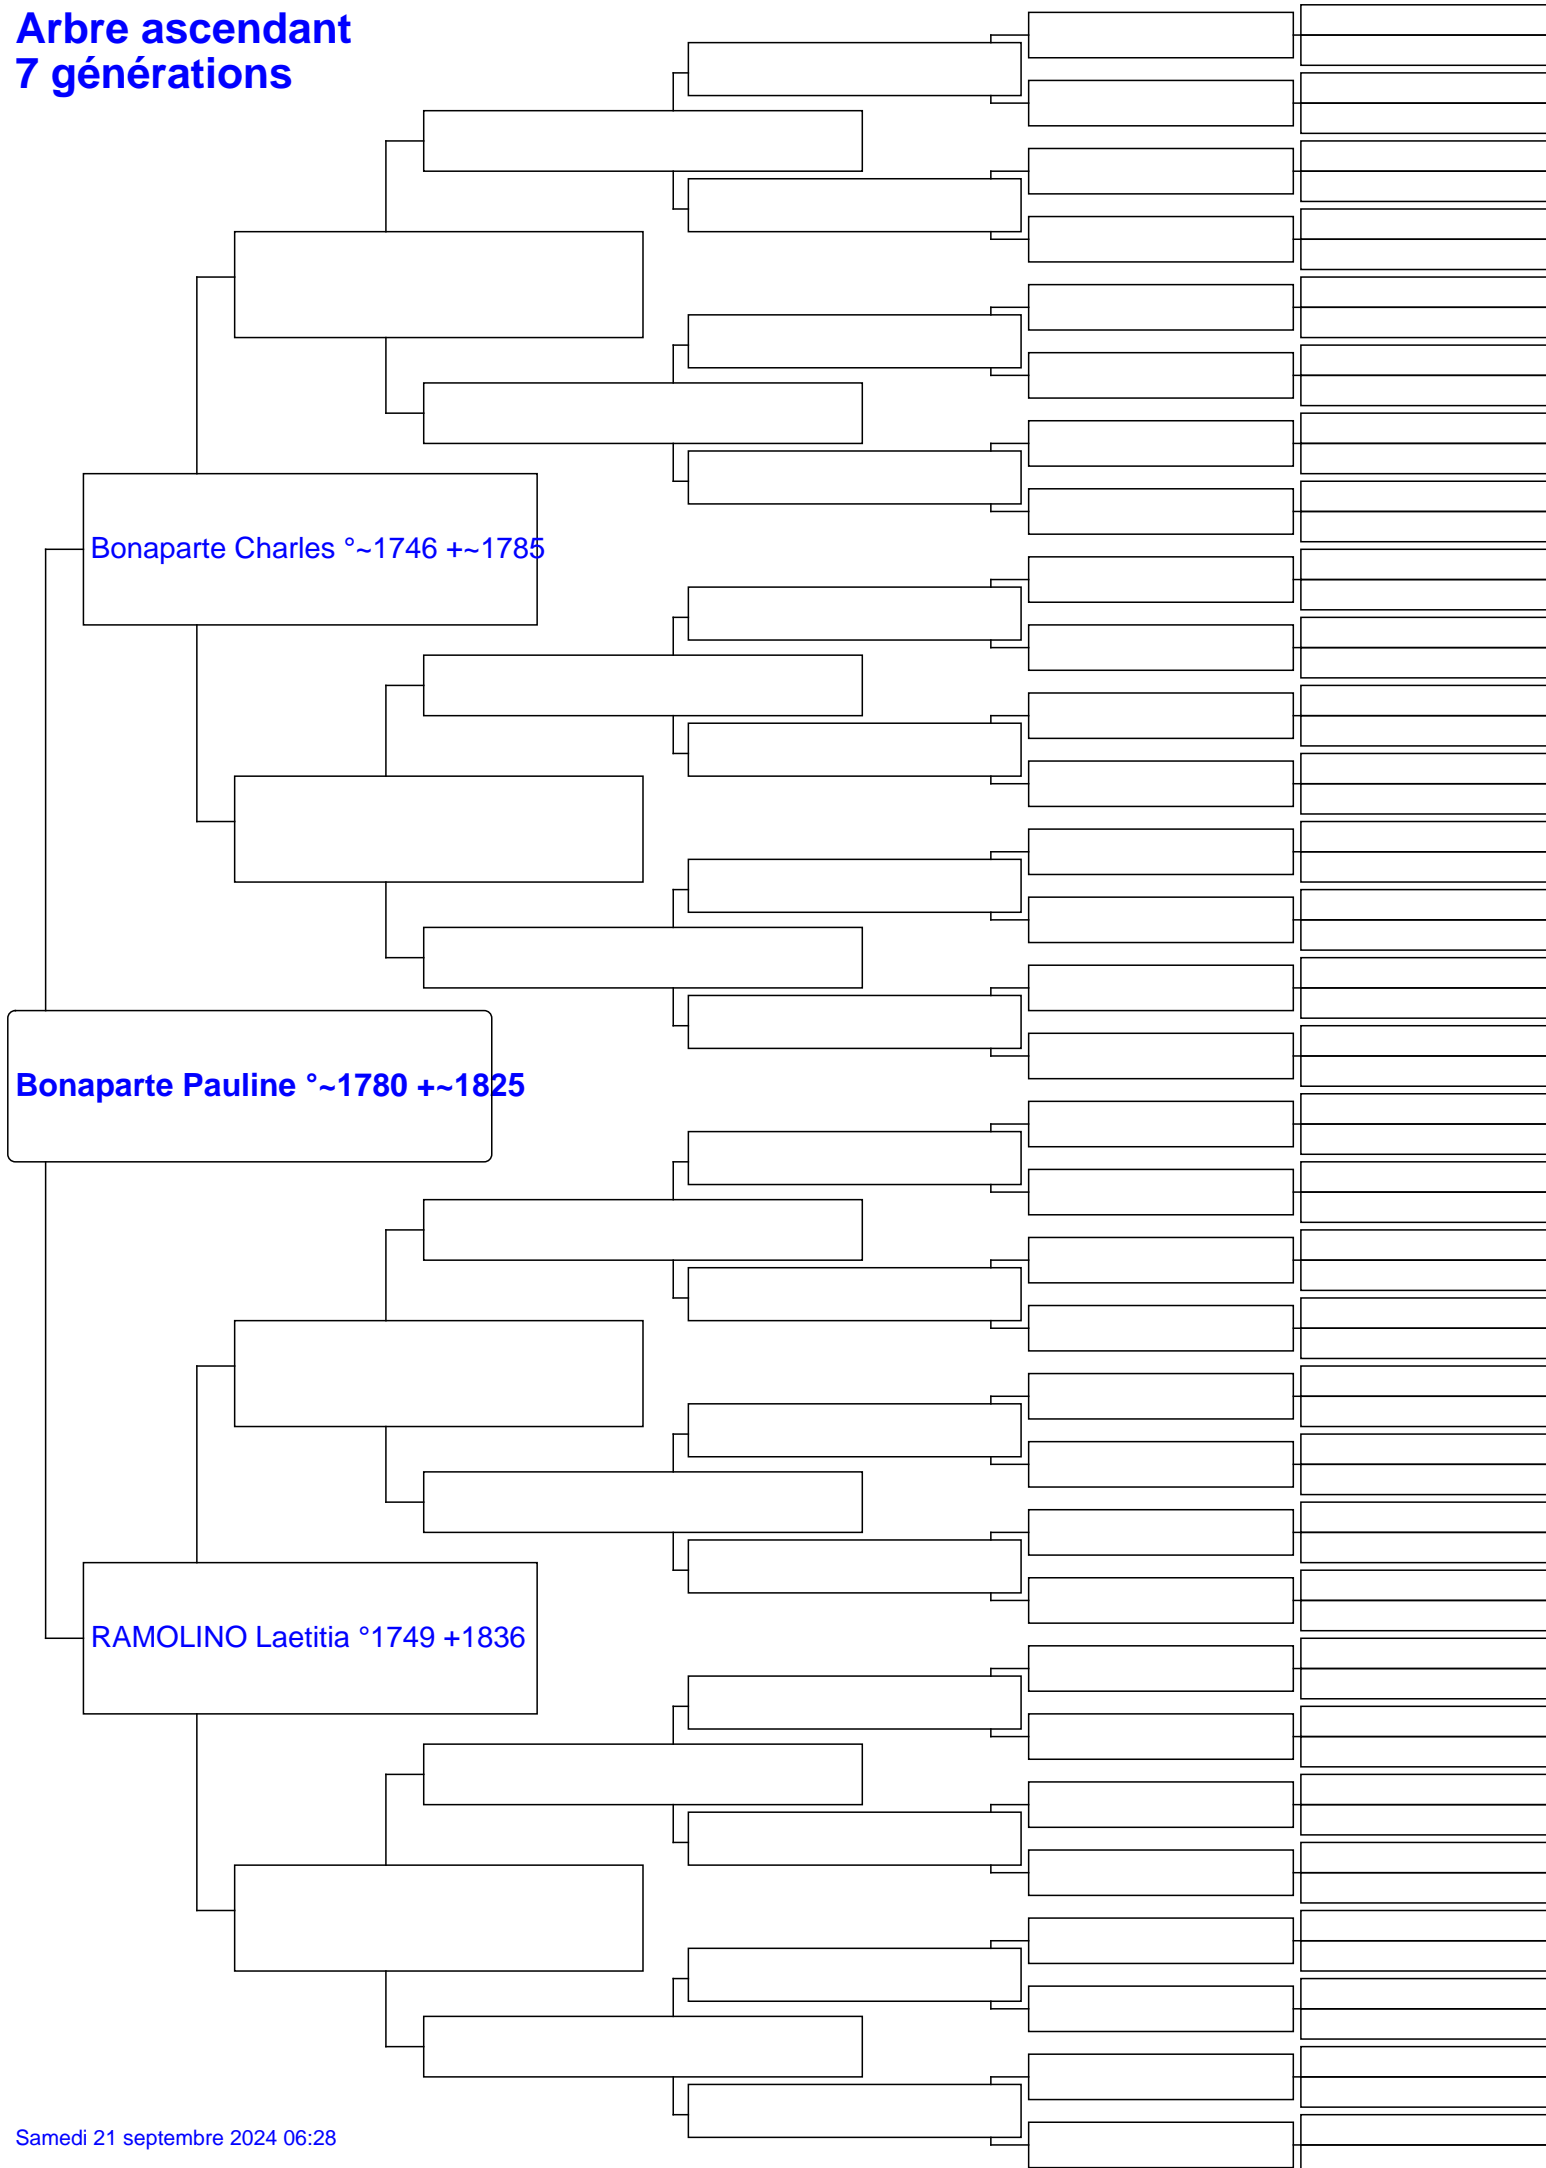 Arbre ascendant
7 générations
Bonaparte Charles °~1746 +~1785
Bonaparte Pauline °~1780 +~1825
RAMOLINO Laetitia °1749 +1836
Samedi 21 septembre 2024 06:28